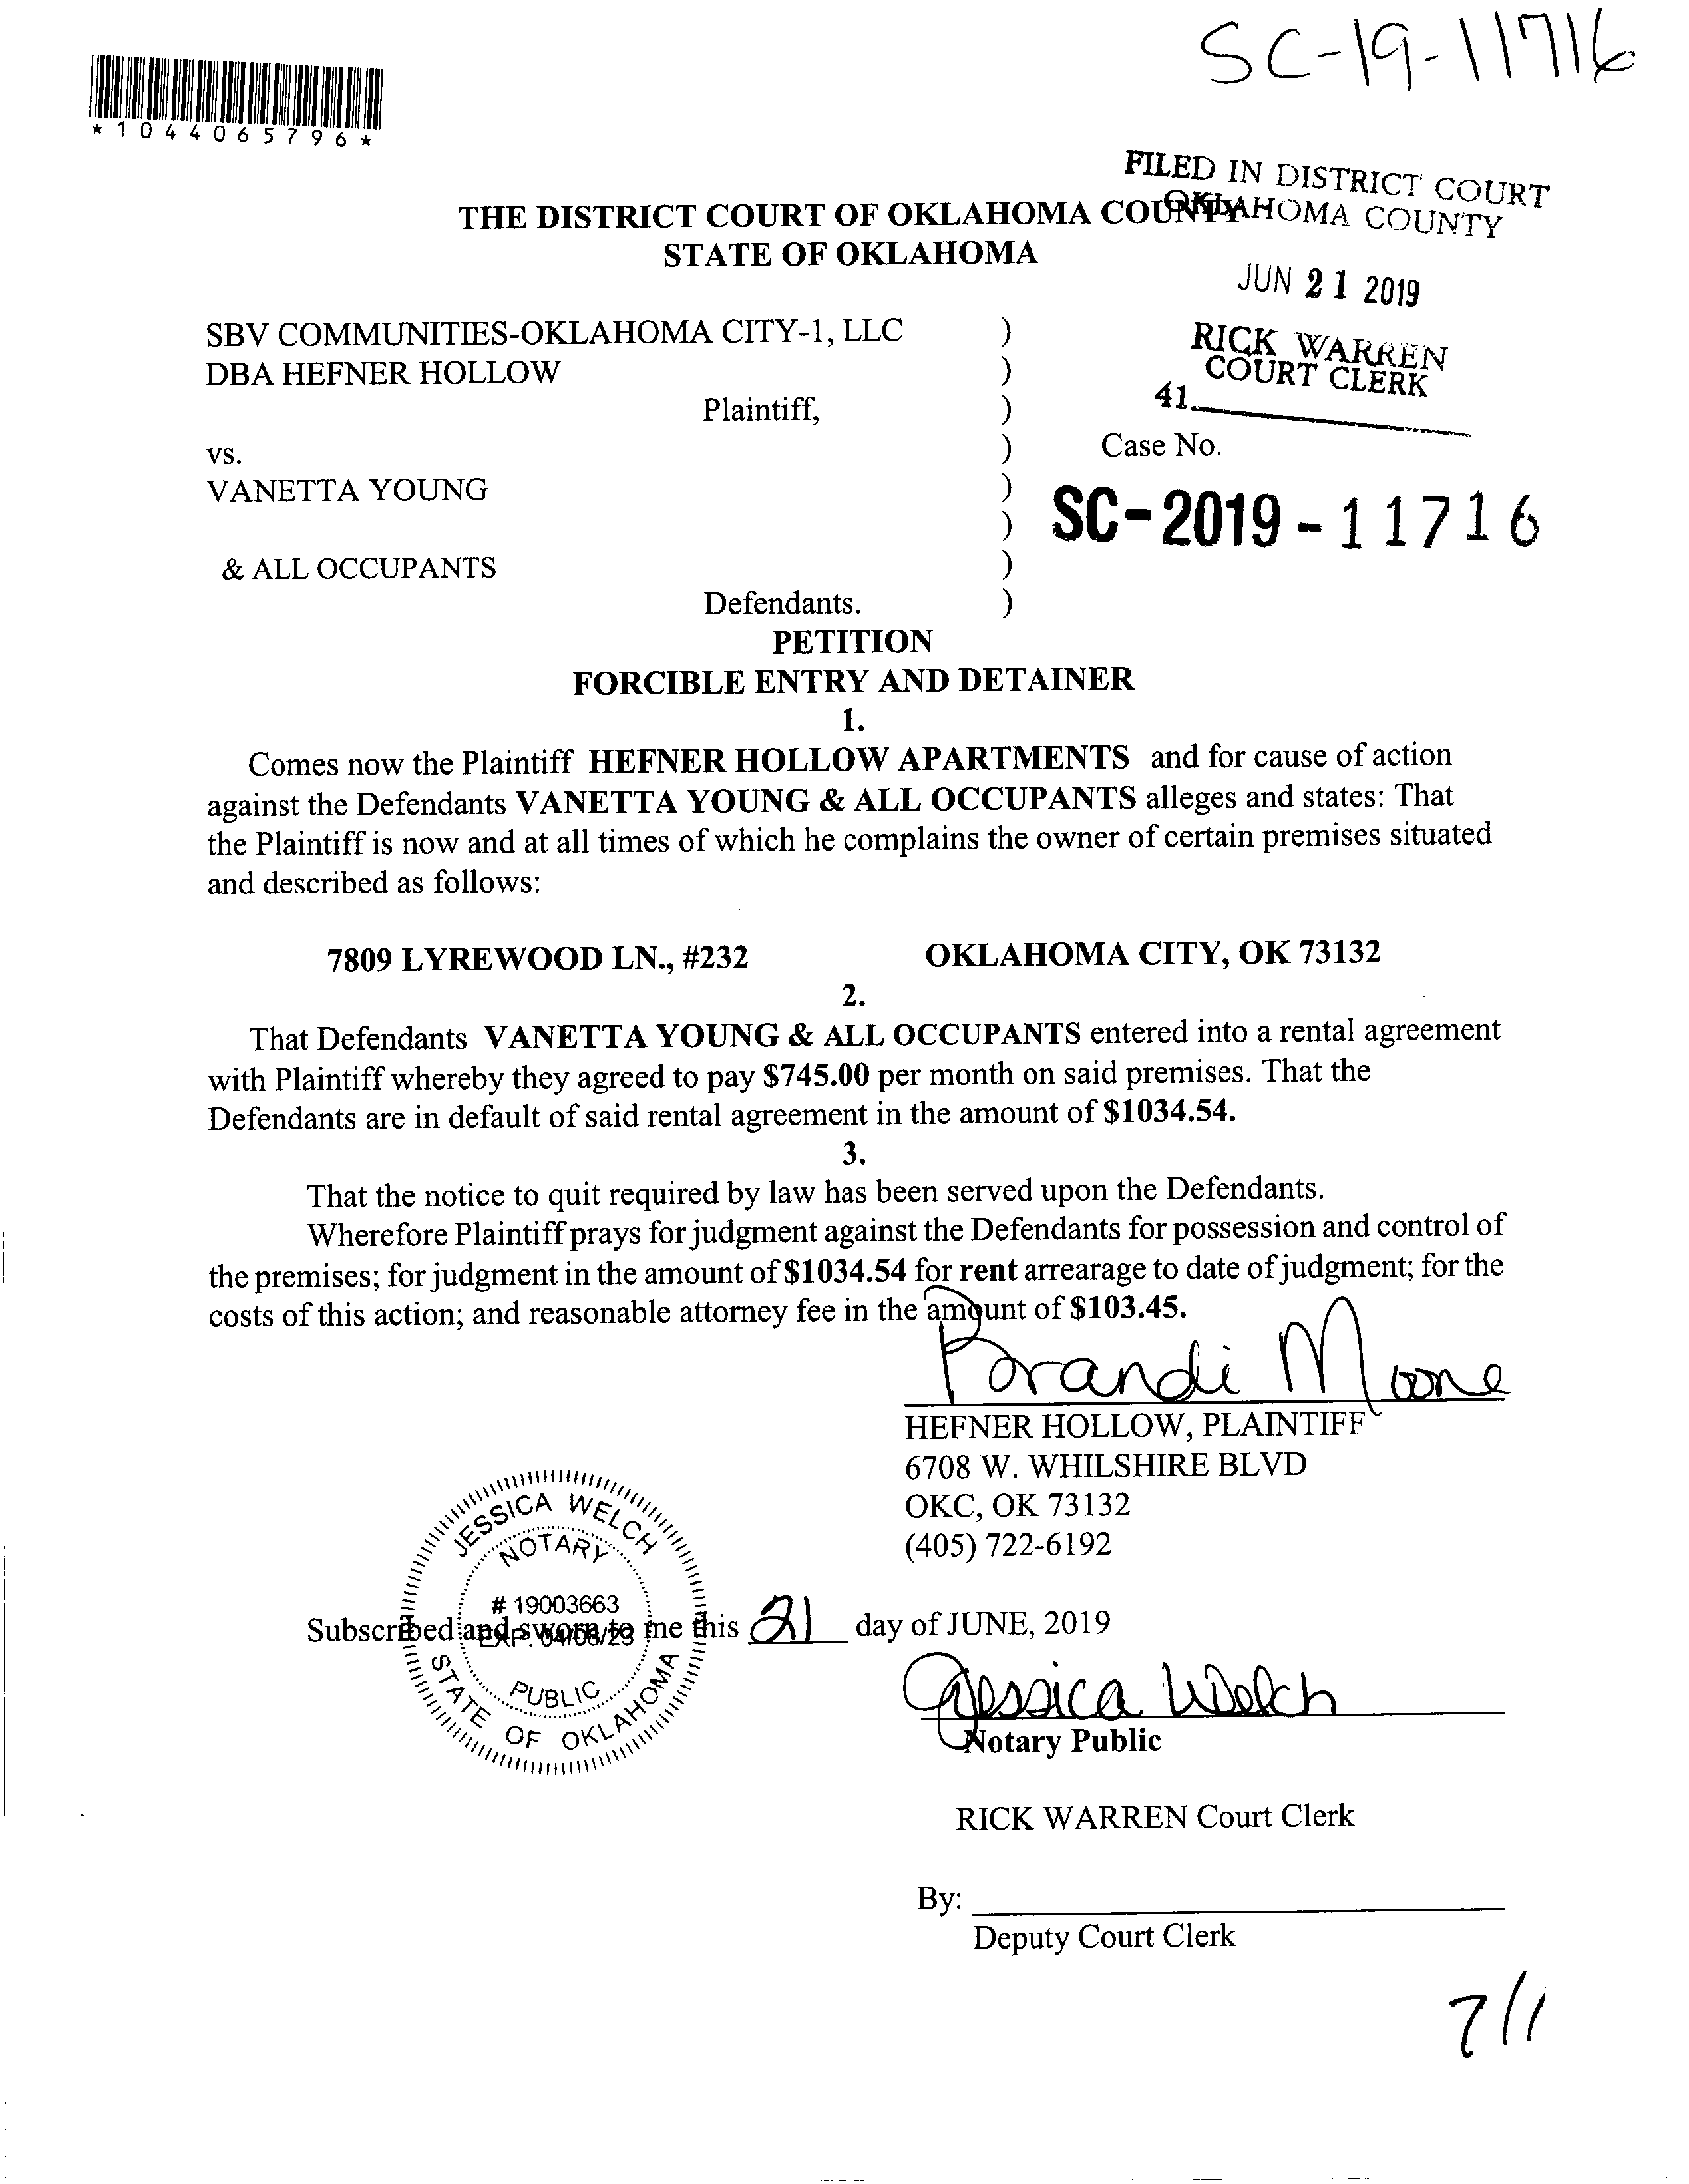 SC-19-11716
*1044065796*
FILED IN DISTRICT COURT
OKLAHOMA COUNTY
THE DISTRICT COURT OF OKLAHOMA COUNTY
STATE OF OKLAHOMA
JUN 21 2019
SBV COMMUNITIES-OKLAHOMA CITY-1, LLC )
DBA HEFNER HOLLOW )
RICK WARREN
COURT CLERK
41
Plaintiff, )
vs. ) Case No.
VANETTA YOUNG )
) SC-2019-11716
& ALL OCCUPANTS )
Defendants. )
PETITION
FORCIBLE ENTRY AND DETAINER
1.
Comes now the Plaintiff HEFNER HOLLOW APARTMENTS and for cause of action
against the Defendants VANETTA YOUNG & ALL OCCUPANTS alleges and states: That
the Plaintiff is now and at all times of which he complains the owner of certain premises situated
and described as follows:
7809 LYREWOOD LN., #232 OKLAHOMA CITY, OK 73132
2.
That Defendants VANETTA YOUNG & ALL OCCUPANTS entered into a rental agreement
with Plaintiff whereby they agreed to pay $745.00 per month on said premises. That the
Defendants are in default of said rental agreement in the amount of $1034.54.
3.
That the notice to quit required by law has been served upon the Defendants.
Wherefore Plaintiff prays for judgment against the Defendants for possession and control of
the premises; for judgment in the amount of $1034.54 for rent arrearage to date of judgment; for the
costs of this action; and reasonable attorney fee in the amount of $103.45.
Brandi Moone
HEFNER HOLLOW, PLAINTIFF
6708 W. WHILSHIRE BLVD
OKC, OK 73132
(405) 722-6192
JESSICA WELCH
NOTARY
# 19003663
EXP. 04/08/23
PUBLIC
STATE OF OKLAHOMA
Subscribed and sworn to me this 21 day of JUNE, 2019
Jessica Welch
Notary Public
RICK WARREN Court Clerk
By:
Deputy Court Clerk
7/1